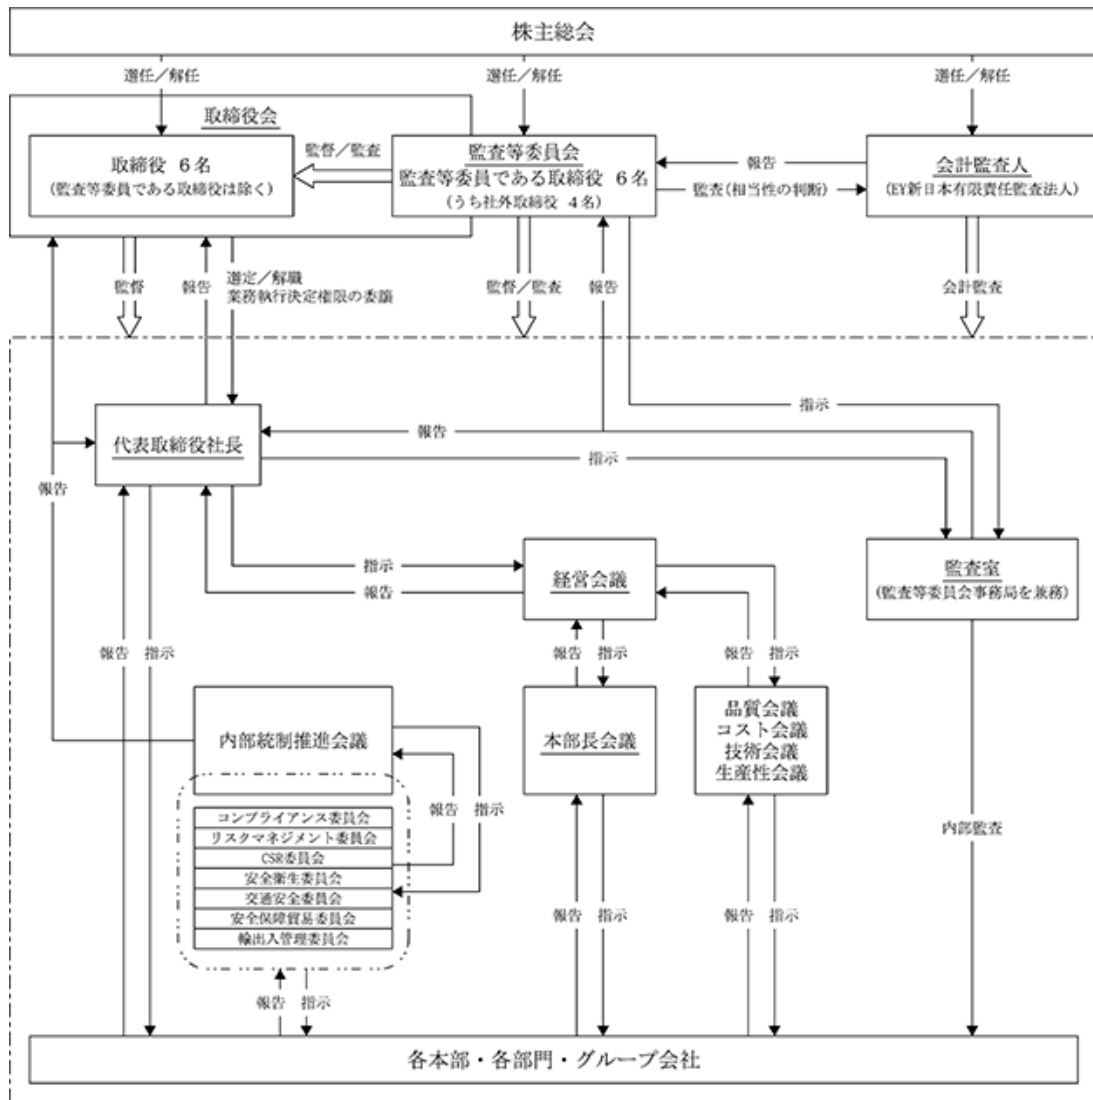 株主総会
選任／解任
選任／解任
選任／解任
取締役会
取締役 6名
(監査等委員である取締役は除く)
監督／監査
監査等委員会
監査等委員である取締役 6名
(うち社外取締役 4名)
報告
監査(相当性の判断)
会計監査人
(EY新日本有限責任監査法人)
監督
報告
選定／解職
業務執行決定権限の委譲
監督／監査
報告
会計監査
代表取締役社長
報告
指示
指示
報告
指示
報告
経営会議
監査室
(監査等委員会事務局を兼務)
報告
指示
報告
指示
報告
指示
内部統制推進会議
本部長会議
品質会議
コスト会議
技術会議
生産性会議
報告
指示
コンプライアンス委員会
リスクマネジメント委員会
CSR委員会
安全衛生委員会
交通安全委員会
安全保障貿易委員会
輸出入管理委員会
内部監査
報告
指示
報告
指示
報告
指示
各本部・各部門・グループ会社